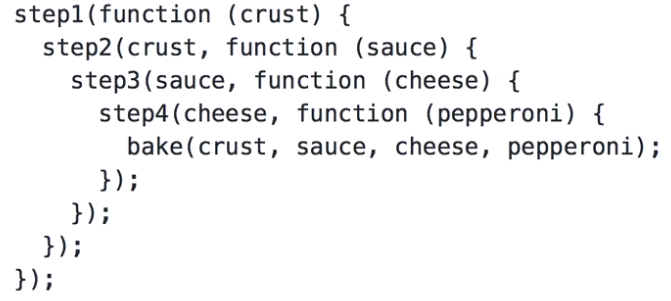 step1(function (crust) {
  step2(crust, function (sauce) {
    step3(sauce, function (cheese) {
      step4(cheese, function (pepperoni) {
        bake(crust, sauce, cheese, pepperoni);
      });
    });
  });
});